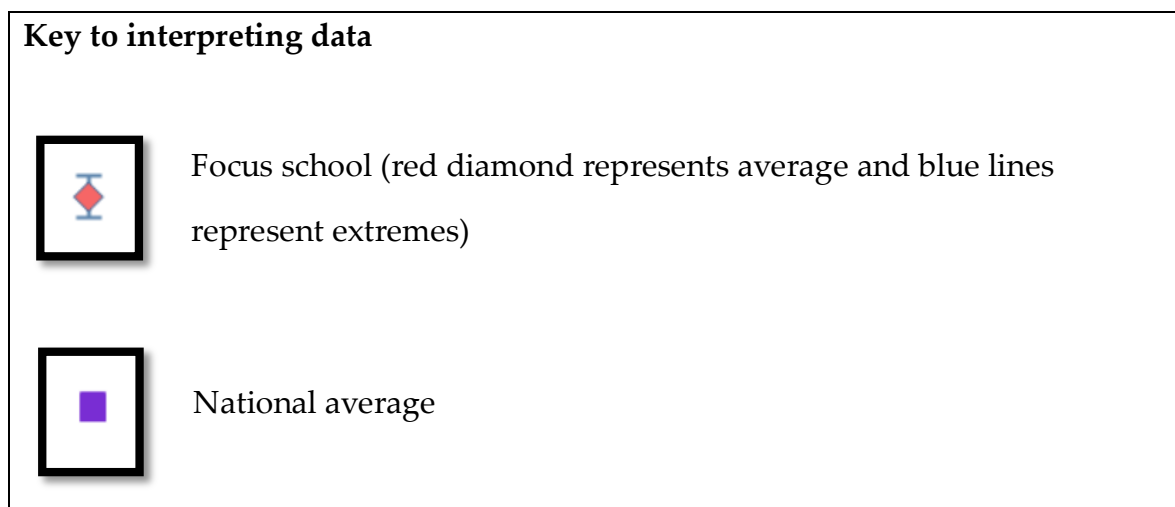 Key to interpreting data
Focus school (red diamond represents average and blue lines
represent extremes)
National average